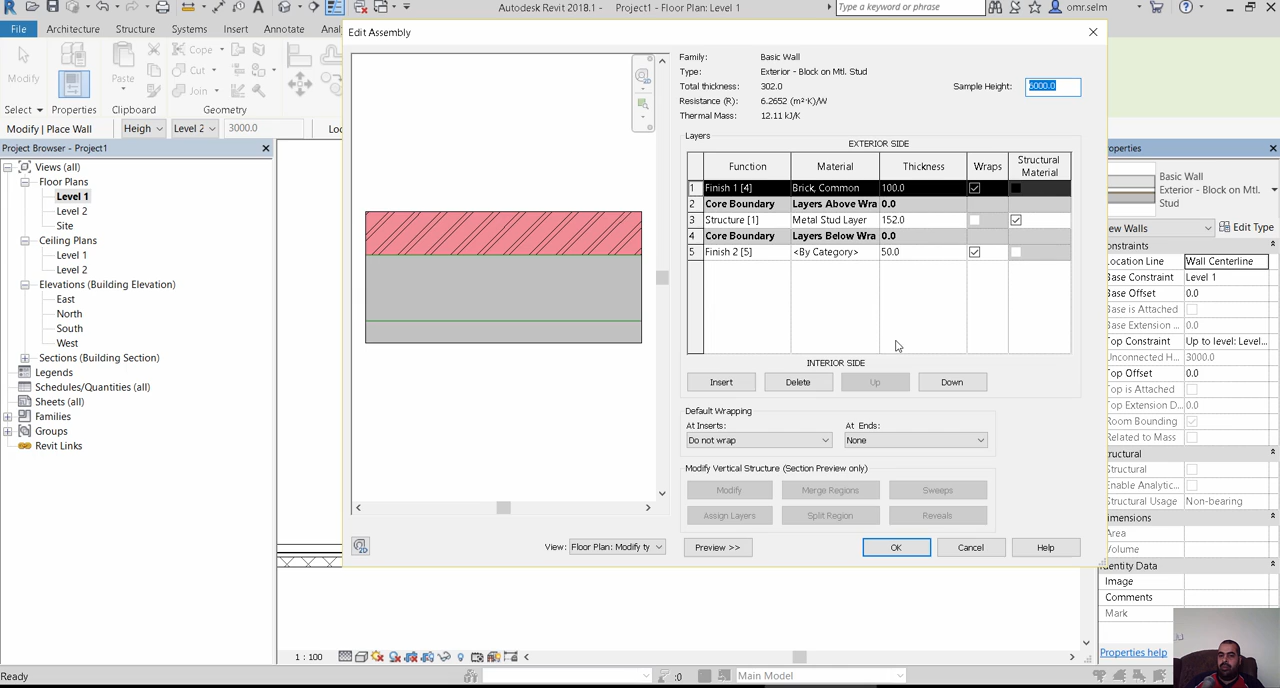 Autodesk Revit 2018.1 - Project1 - Floor Plan: Level 1
Type a keyword or phrase
omr.selm
File
Architecture
Structure
Systems
Insert
Annotate
Modify
Paste
Cope
Cut
Join
Select
Properties
Clipboard
Geometry
Modify | Place Wall
Heigh
Level 2
3000.0
Project Browser - Project1
Views (all)
Floor Plans
Level 1
Level 2
Site
Ceiling Plans
Level 1
Level 2
Elevations (Building Elevation)
East
North
South
West
Sections (Building Section)
Legends
Schedules/Quantities (all)
Sheets (all)
Families
Groups
Revit Links
Edit Assembly
Family: Basic Wall
Type: Exterior - Block on Mtl. Stud
Total thickness: 302.0
Sample Height: 6000.0
Resistance (R): 6.2652 (m²·K)/W
Thermal Mass: 12.11 kJ/K
Layers
EXTERIOR SIDE
Function Material Thickness Wraps Structural Material
1 Finish 1 [4] Brick, Common 100.0
2 Core Boundary Layers Above Wra 0.0
3 Structure [1] Metal Stud Layer 152.0
4 Core Boundary Layers Below Wra 0.0
5 Finish 2 [5] <By Category> 50.0
INTERIOR SIDE
Insert Delete Up Down
Default Wrapping
At Inserts: At Ends:
Do not wrap None
Modify Vertical Structure (Section Preview only)
Modify Merge Regions Sweeps
Assign Layers Split Region Reveals
View: Floor Plan: Modify ty
Preview >> OK Cancel Help
operties
Basic Wall
Exterior - Block on Mtl.
Stud
ew Walls
Edit Type
onstraints
Location Line Wall Centerline
Base Constraint Level 1
Base Offset 0.0
Base is Attached
Base Extension ... 0.0
Top Constraint Up to level: Level...
Unconnected H... 3000.0
Top Offset 0.0
Top is Attached
Top Extension D... 0.0
Room Bounding
Related to Mass
ructural
Structural
Enable Analytic...
Structural Usage Non-bearing
imensions
Area
Volume
dentity Data
Image
Comments
Mark
Properties help
1 : 100
Ready
:0
Main Model